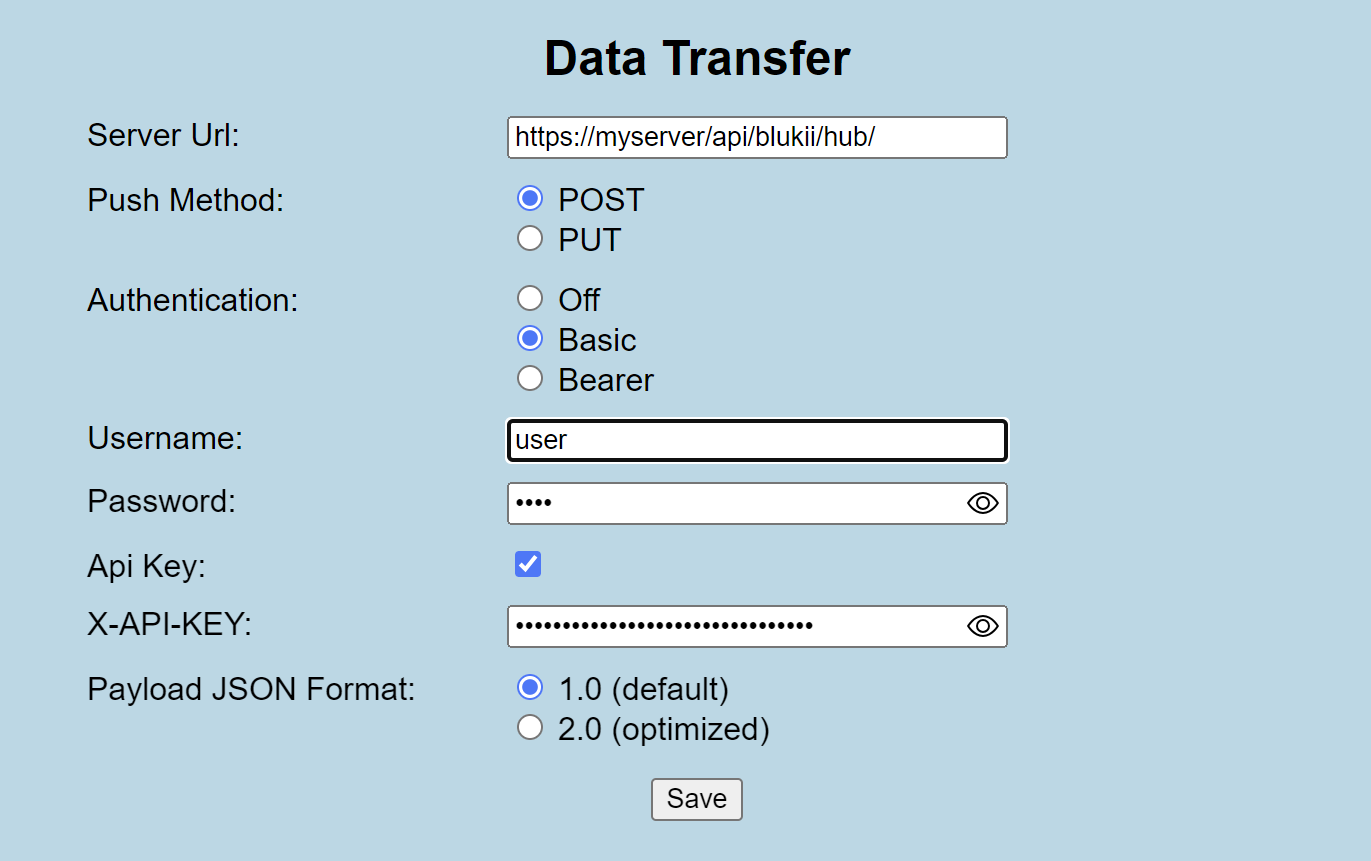 Data Transfer
Server Url: https://myserver/api/blukii/hub/
Push Method: POST
PUT
Authentication: Off
Basic
Bearer
Username: user
Password: ••••
Api Key:
X-API-KEY: ••••••••••••••••••••••••••••••••
Payload JSON Format: 1.0 (default)
2.0 (optimized)
Save